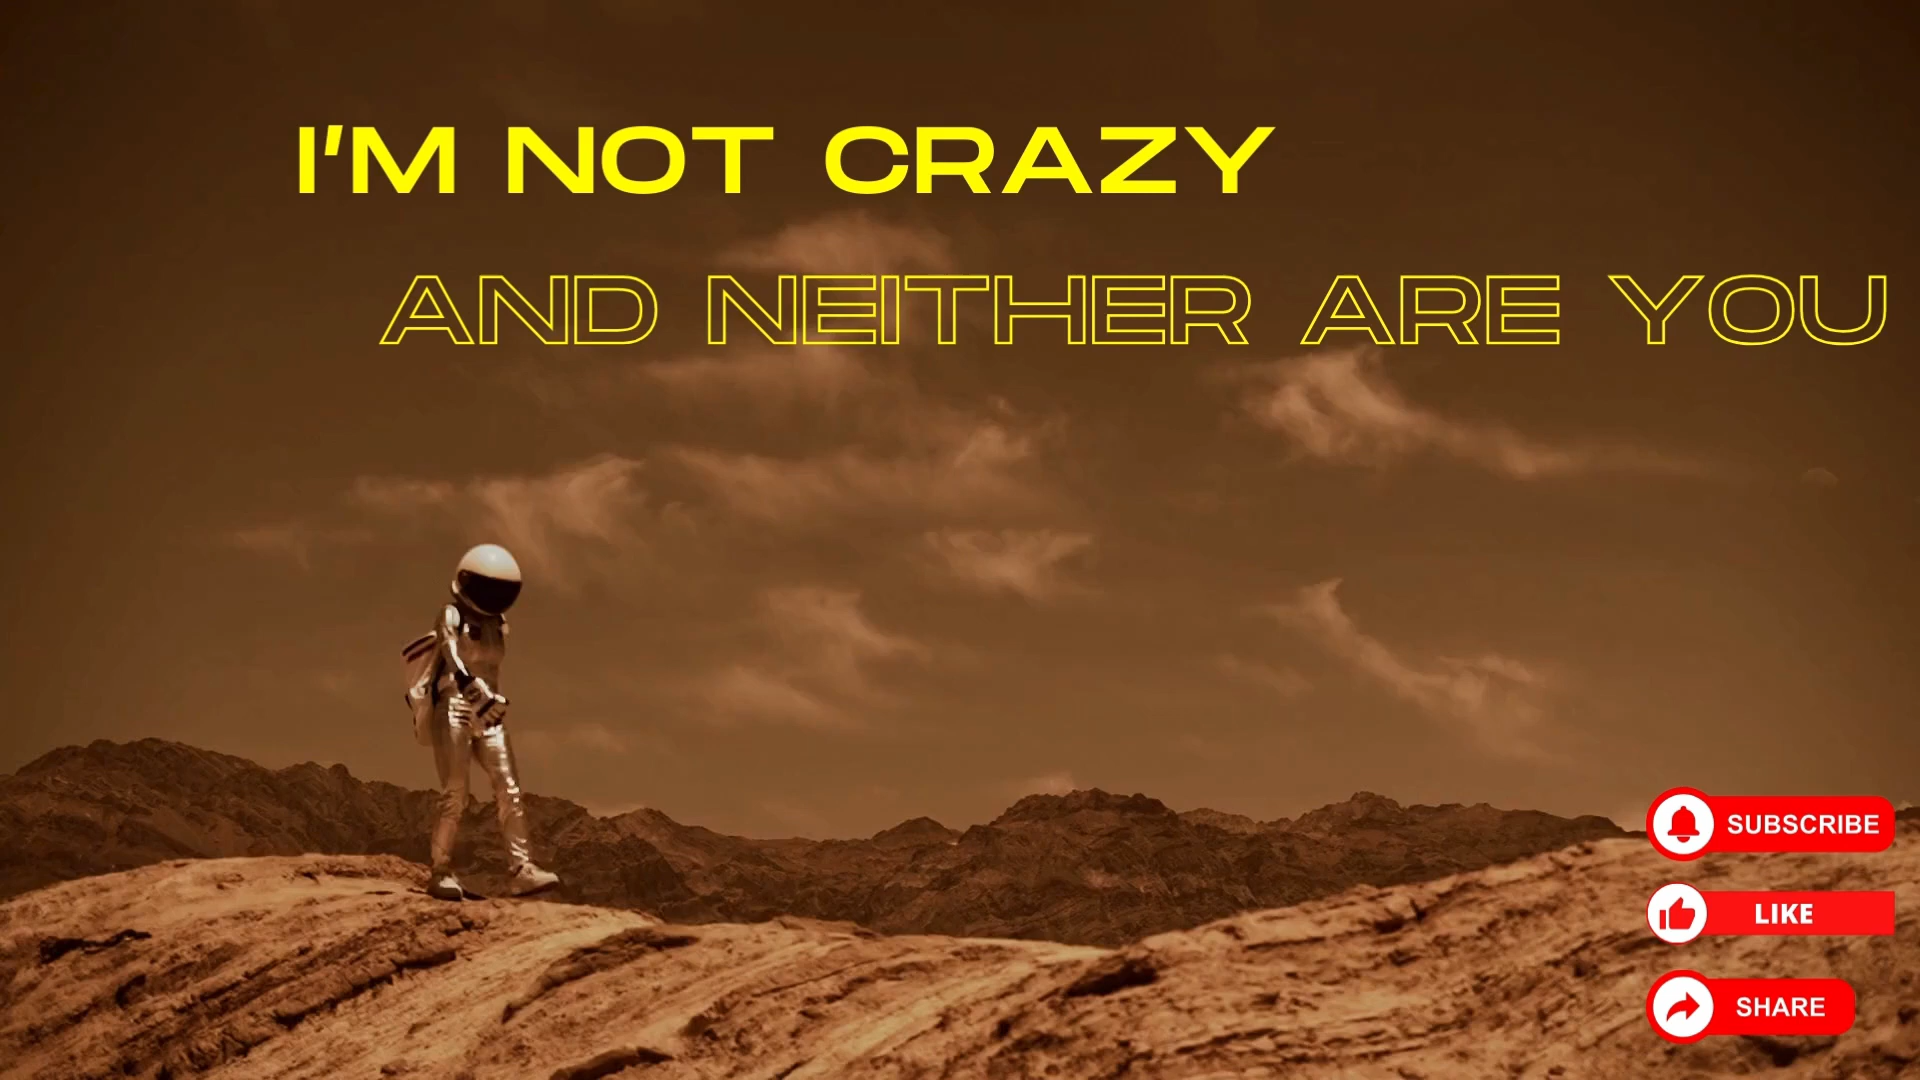 I'M NOT CRAZY
AND NEITHER ARE YOU
SUBSCRIBE
LIKE
SHARE